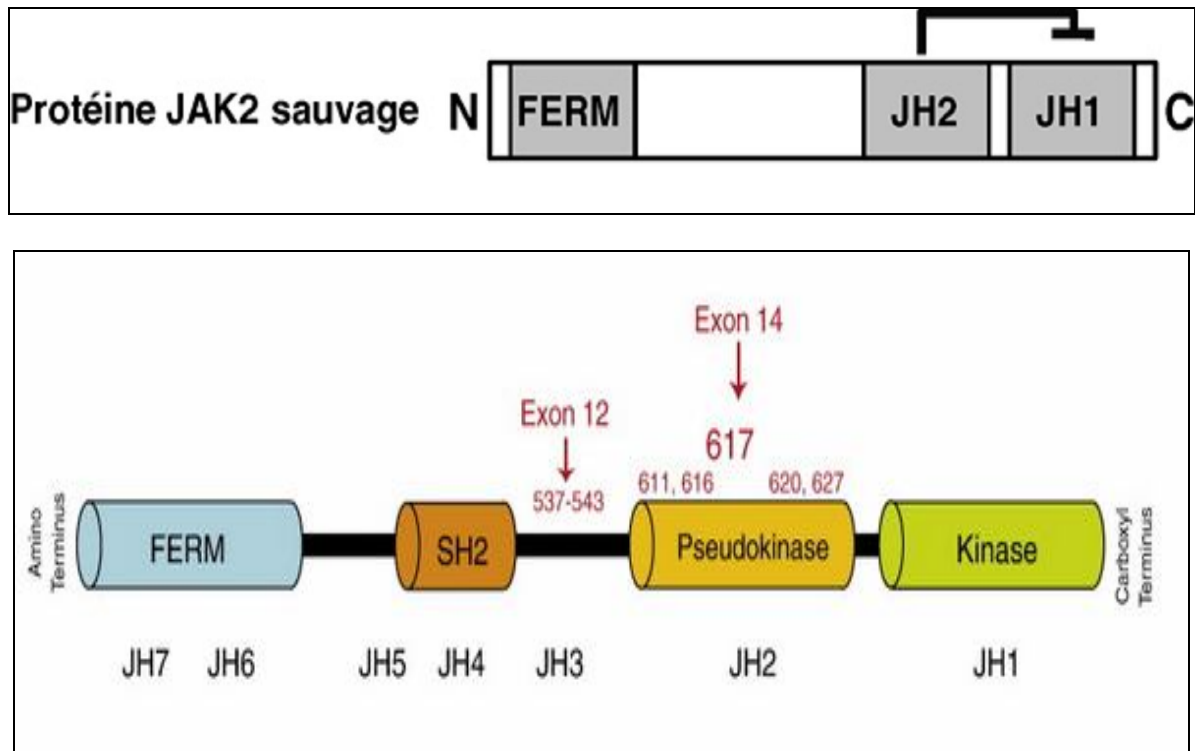 Protéine JAK2 sauvage N FERM JH2 JH1 C
Exon 14
Exon 12
617
611, 616 620, 627
537-543
Amino
Terminus
FERM SH2 Pseudokinase Kinase
Carboxyl
Terminus
JH7 JH6 JH5 JH4 JH3 JH2 JH1